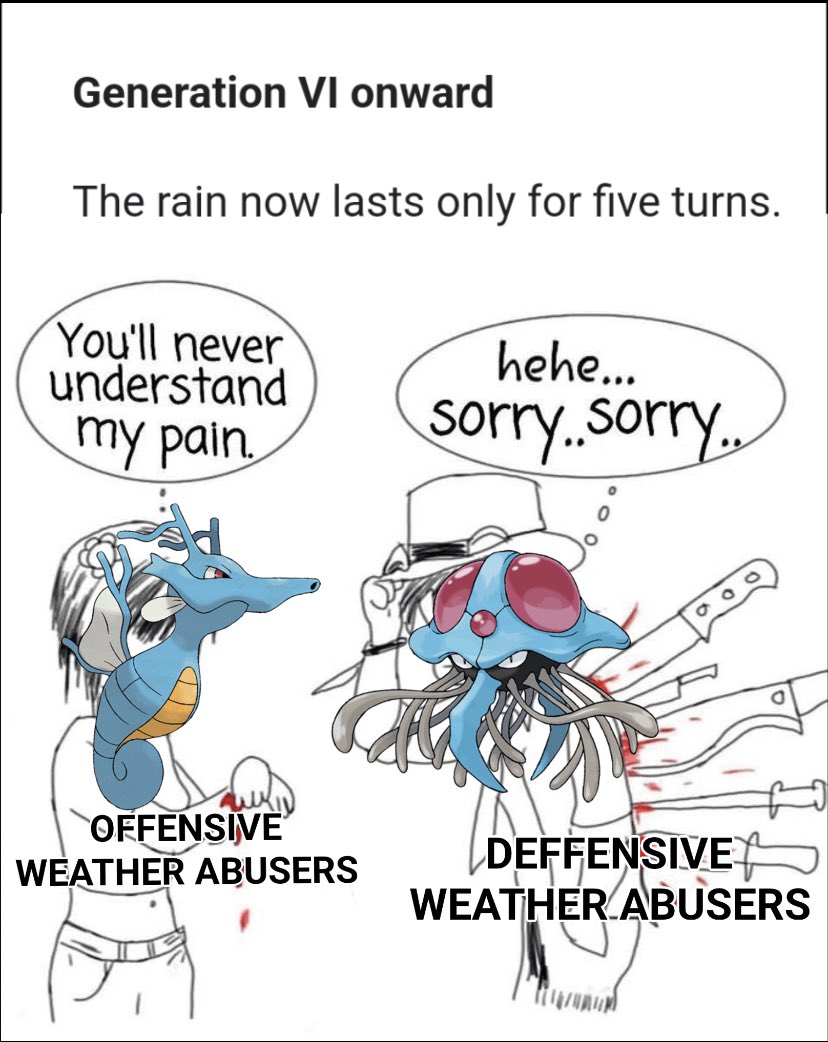 Generation VI onward
The rain now lasts only for five turns.
You'll never
understand
my pain.
hehe...
sorry..sorry..
OFFENSIVE
WEATHER ABUSERS
DEFFENSIVE
WEATHER ABUSERS